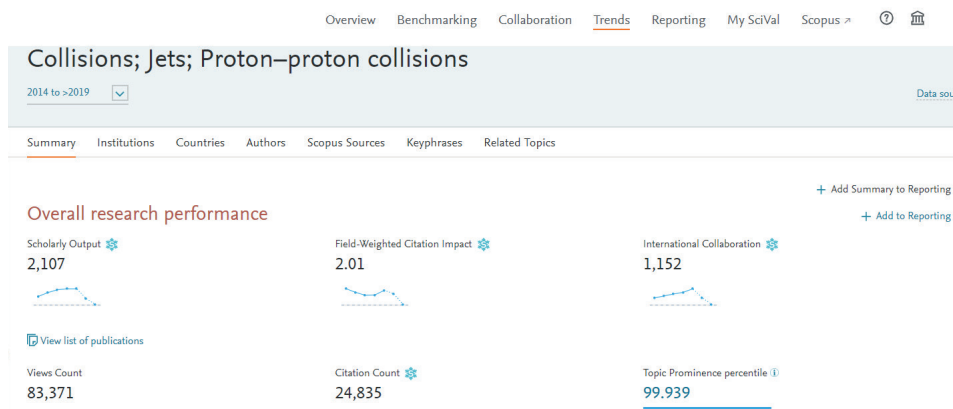 Overview Benchmarking Collaboration Trends Reporting My SciVal Scopus ↗
Collisions; Jets; Proton–proton collisions
2014 to >2019
Data sou
Summary Institutions Countries Authors Scopus Sources Keyphrases Related Topics
+ Add Summary to Reporting
Overall research performance
+ Add to Reporting
Scholarly Output Field-Weighted Citation Impact International Collaboration
2,107 2.01 1,152
View list of publications
Views Count Citation Count Topic Prominence percentile
83,371 24,835 99.939